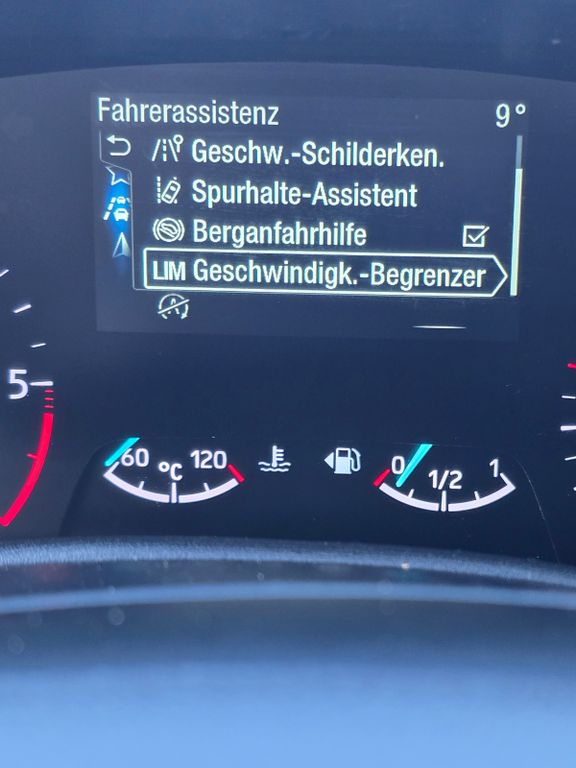 Fahrerassistenz 9°
Geschw.-Schilderken.
Spurhalte-Assistent
Berganfahrhilfe
LIM Geschwindigk.-Begrenzer
5
60 °C 120
0 1/2 1